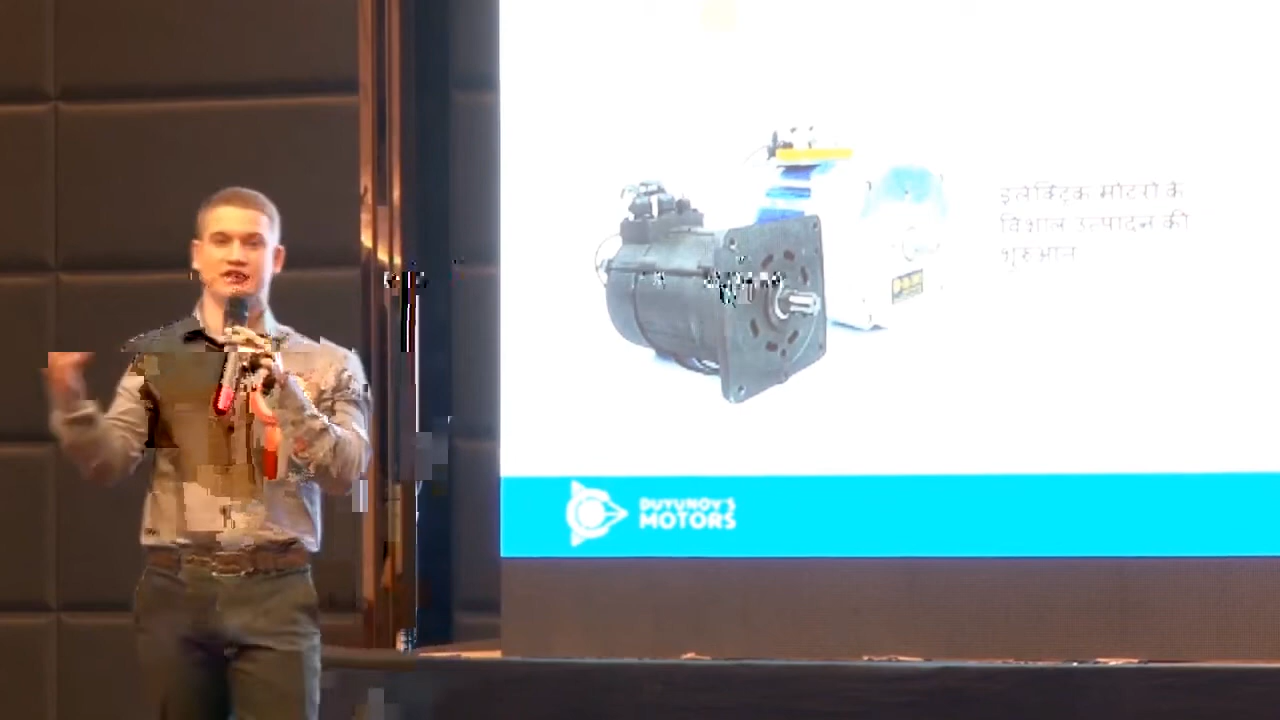 इलेक्ट्रिक मोटरों के
विशाल उत्पादन की
शुरुआत
DUYUNOV'S
MOTORS